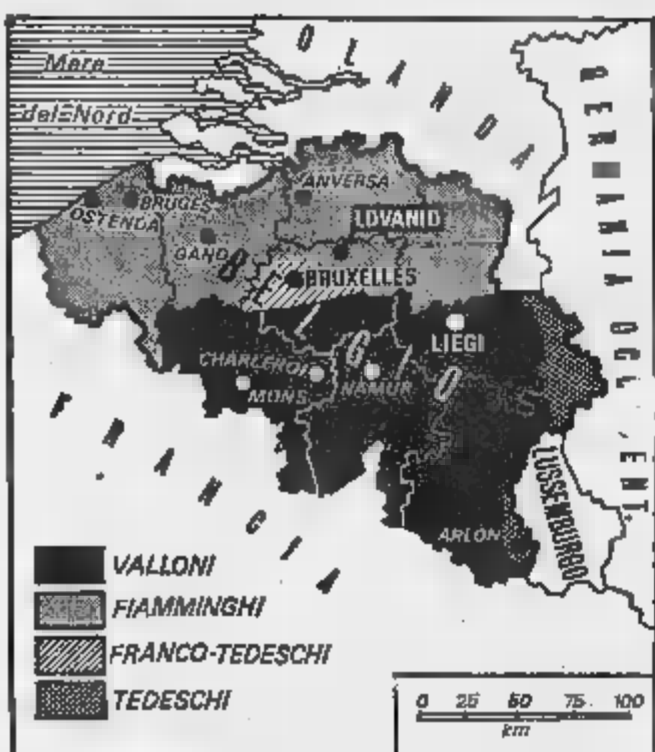 Mare
del Nord
OLANDA
GERMANIA OCC.ENT.
ANVERSA
BRUGES
OSTENDA
LOVANIO
GAND
BRUXELLES
BELGIO
LIEGI
CHARLEROI
NAMUR
MONS
FRANCIA
LUSSEMBURGO
ARLON
VALLONI
FIAMMINGHI
FRANCO-TEDESCHI
TEDESCHI
0 25 50 75 100
km